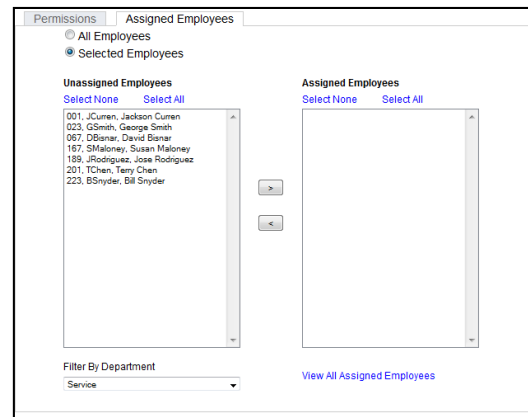 Permissions
Assigned Employees
All Employees
Selected Employees
Unassigned Employees
Select None Select All
001, JCurren, Jackson Curren
023, GSmith, George Smith
067, DBisnar, David Bisnar
167, SMaloney, Susan Maloney
189, JRodriguez, Jose Rodriguez
201, TChen, Terry Chen
223, BSnyder, Bill Snyder
Filter By Department
Service
>
<
Assigned Employees
Select None Select All
View All Assigned Employees